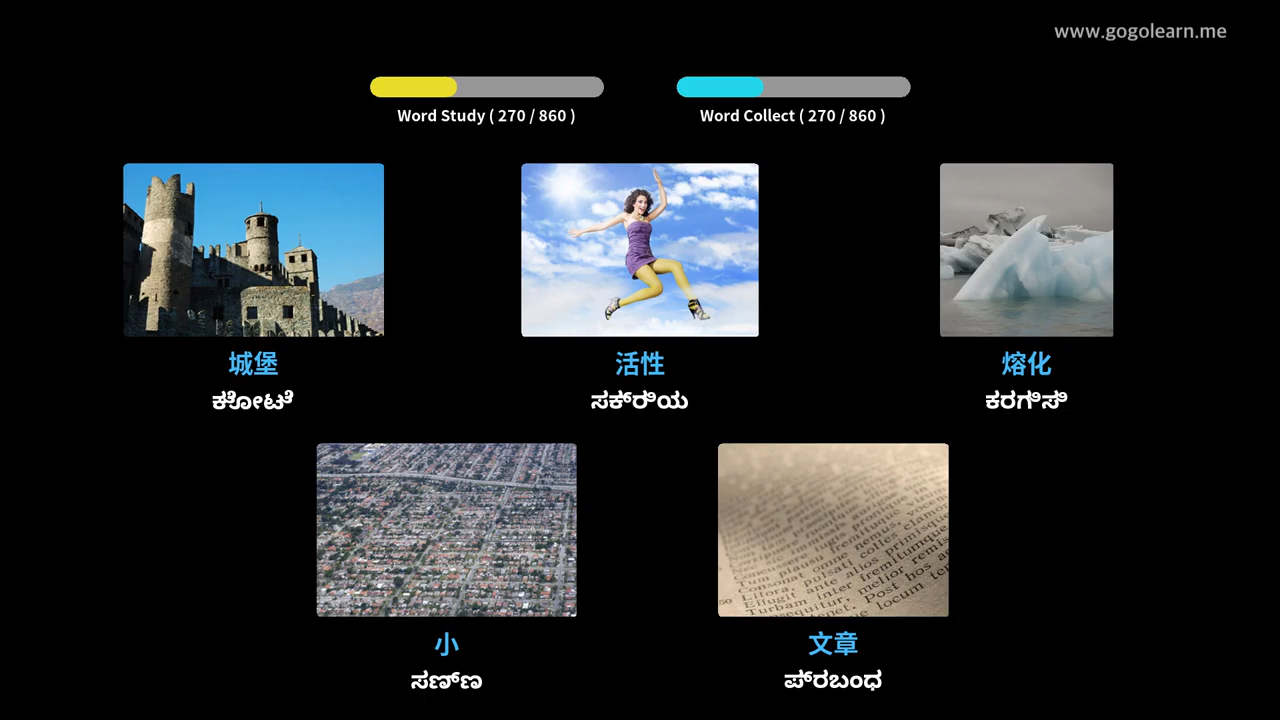 www.gogolearn.me
Word Study ( 270 / 860 )
Word Collect ( 270 / 860 )
城堡
ಕೋಟೆ
活性
ಸಕ್ರಿಯ
熔化
ಕರಗಿಸಿ
小
ಸಣ್ಣ
文章
ಪ್ರಬಂಧ